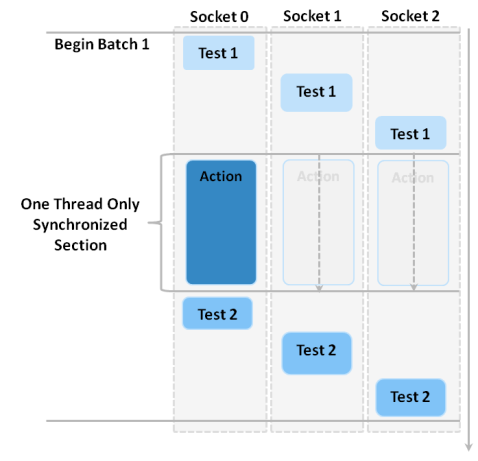 Socket 0 Socket 1 Socket 2
Begin Batch 1
Test 1
Test 1
Test 1
Action Action Action
One Thread Only
Synchronized
Section
Test 2
Test 2
Test 2